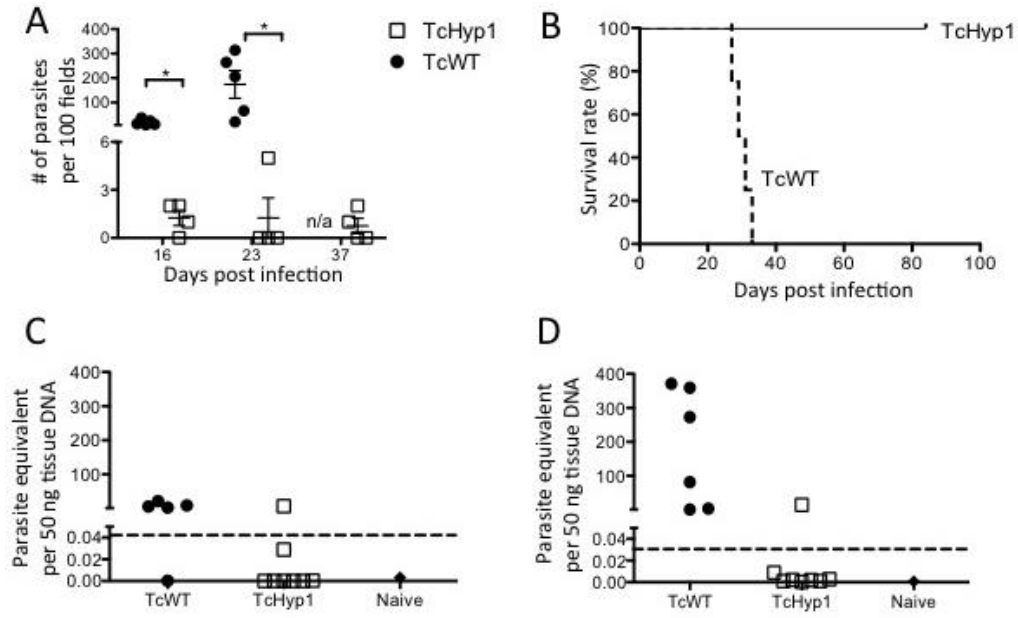 A
400
300
200
100
6
3
0
# of parasites
per 100 fields
*
*
n/a
16
23
37
Days post infection
TcHyp1
TcWT
B
100
80
60
40
20
0
Survival rate (%)
TcHyp1
TcWT
0
20
40
60
80
100
Days post infection
C
400
300
200
100
0.04
0.02
0.00
Parasite equivalent
per 50 ng tissue DNA
TcWT
TcHyp1
Naive
D
400
300
200
100
0.04
0.02
0.00
Parasite equivalent
per 50 ng tissue DNA
TcWT
TcHyp1
Naive